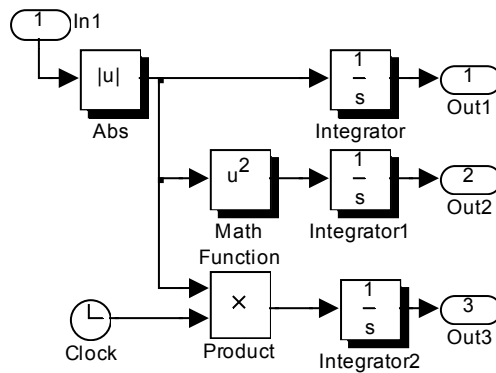 1
In1
|u|
Abs
1
s
Integrator
1
Out1
u2
Math
Function
1
s
Integrator1
2
Out2
Clock
×
Product
1
s
Integrator2
3
Out3